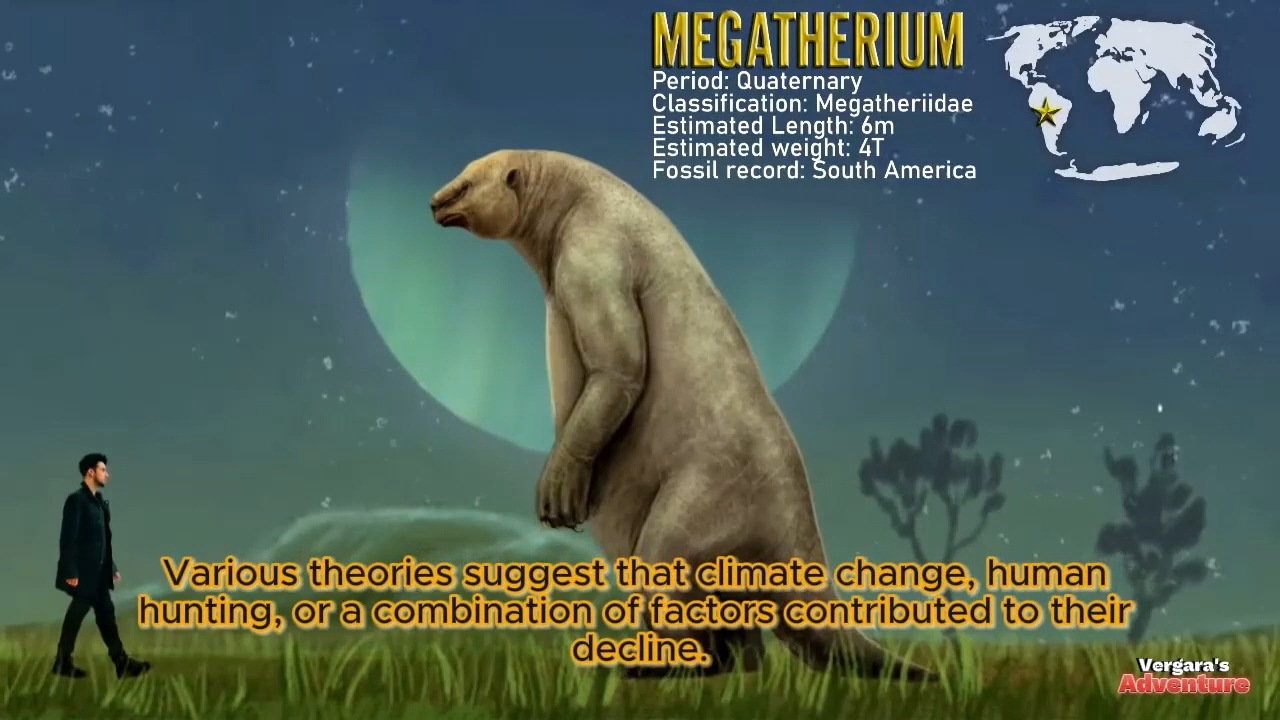 MEGATHERIUM
Period: Quaternary
Classification: Megatheriidae
Estimated Length: 6m
Estimated weight: 4T
Fossil record: South America
Various theories suggest that climate change, human
hunting, or a combination of factors contributed to their
decline.
Vergara's
Adventure